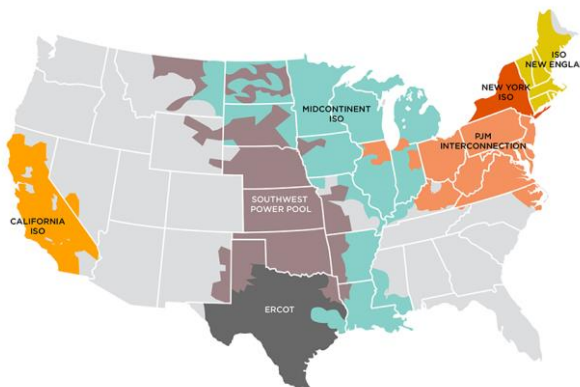 ISO
NEW ENGLA
NEW YORK
ISO
MIDCONTINENT
ISO
PJM
INTERCONNECTION
SOUTHWEST
POWER POOL
CALIFORNIA
ISO
ERCOT